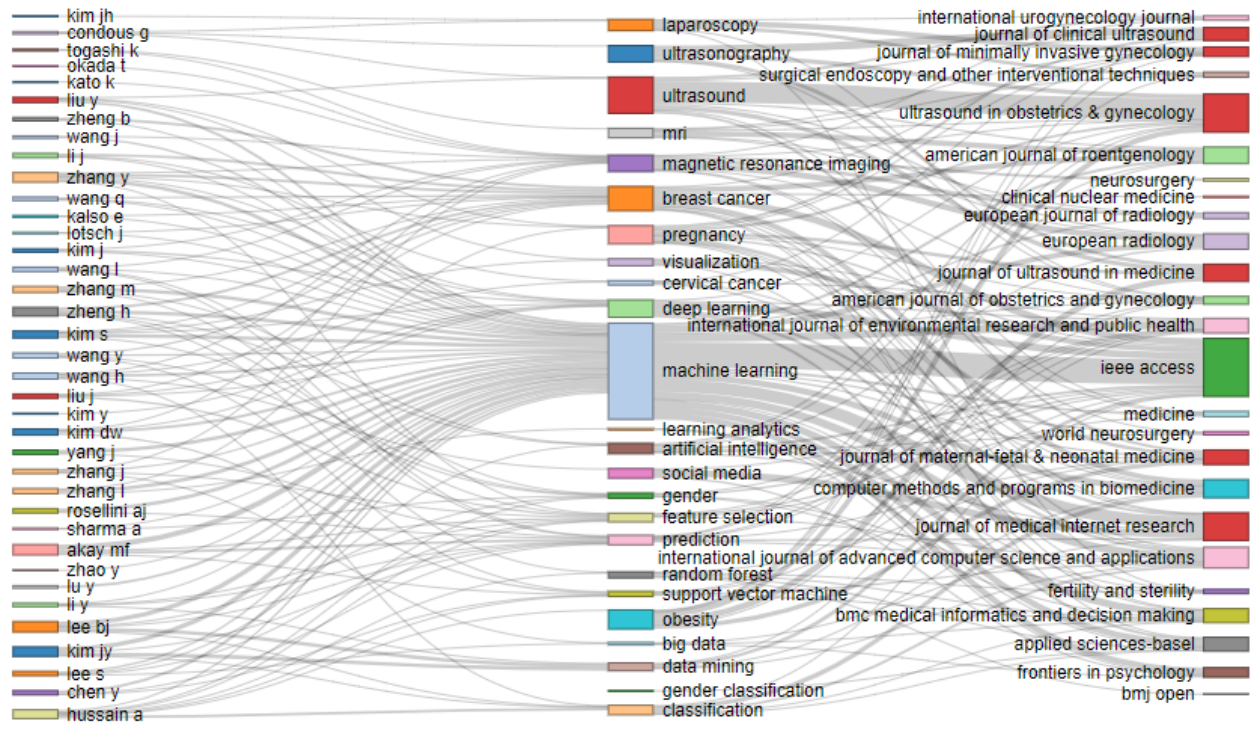 kim jh
condous g
togashi k
okada t
kato k
liu y
zheng b
wang j
li j
zhang y
wang q
kalso e
lotsch j
kim j
wang l
zhang m
zheng h
kim s
wang y
wang h
liu j
kim y
kim dw
yang j
zhang j
zhang l
rosellini aj
sharma a
akay mf
zhao y
lu y
li y
lee bj
kim jy
lee s
chen y
hussain a
laparoscopy
ultrasonography
ultrasound
mri
magnetic resonance imaging
breast cancer
pregnancy
visualization
cervical cancer
deep learning
machine learning
learning analytics
artificial intelligence
social media
gender
feature selection
prediction
random forest
support vector machine
obesity
big data
data mining
gender classification
classification
international urogynecology journal
journal of clinical ultrasound
journal of minimally invasive gynecology
surgical endoscopy and other interventional techniques
ultrasound in obstetrics & gynecology
american journal of roentgenology
neurosurgery
clinical nuclear medicine
european journal of radiology
european radiology
journal of ultrasound in medicine
american journal of obstetrics and gynecology
international journal of environmental research and public health
ieee access
medicine
world neurosurgery
journal of maternal-fetal & neonatal medicine
computer methods and programs in biomedicine
journal of medical internet research
international journal of advanced computer science and applications
fertility and sterility
bmc medical informatics and decision making
applied sciences-basel
frontiers in psychology
bmj open